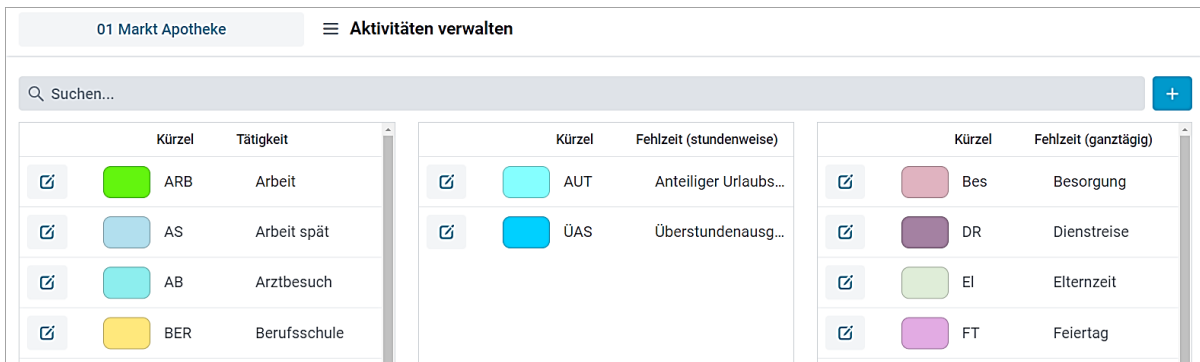 01 Markt Apotheke
Aktivitäten verwalten
Suchen...
Kürzel Tätigkeit
ARB Arbeit
AS Arbeit spät
AB Arztbesuch
BER Berufsschule
Kürzel Fehlzeit (stundenweise)
AUT Anteiliger Urlaubs...
ÜAS Überstundenausg...
Kürzel Fehlzeit (ganztägig)
Bes Besorgung
DR Dienstreise
El Elternzeit
FT Feiertag